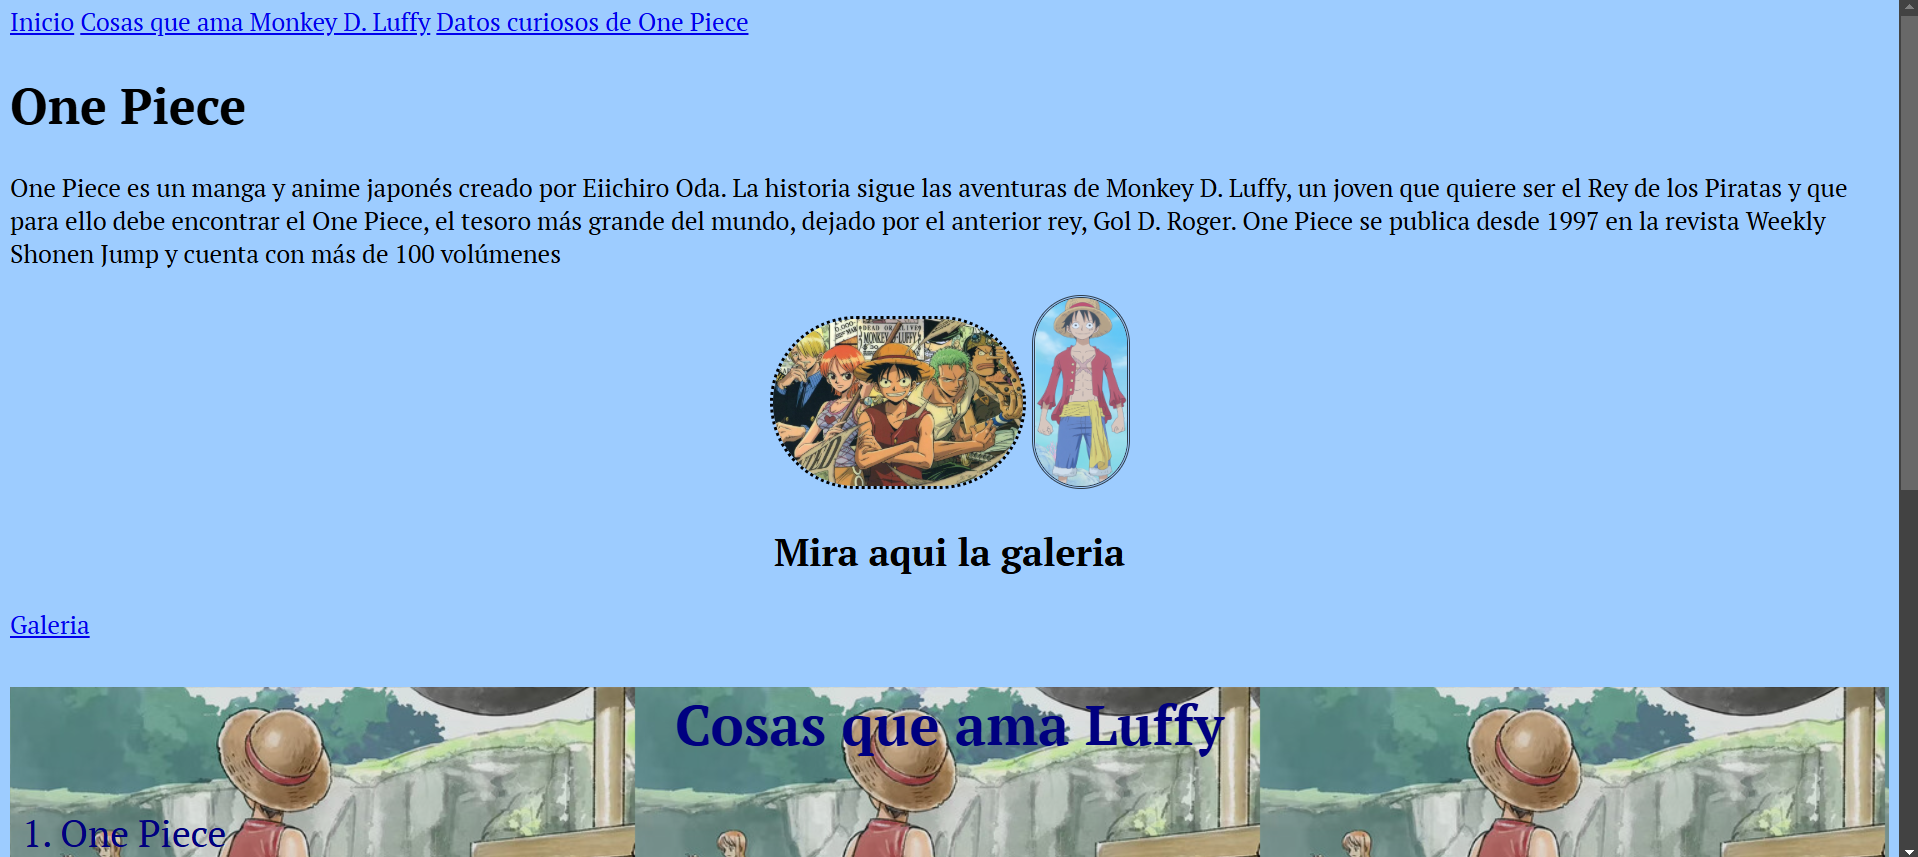 Inicio Cosas que ama Monkey D. Luffy Datos curiosos de One Piece
One Piece
One Piece es un manga y anime japonés creado por Eiichiro Oda. La historia sigue las aventuras de Monkey D. Luffy, un joven que quiere ser el Rey de los Piratas y que
para ello debe encontrar el One Piece, el tesoro más grande del mundo, dejado por el anterior rey, Gol D. Roger. One Piece se publica desde 1997 en la revista Weekly
Shonen Jump y cuenta con más de 100 volúmenes
DEAD OR ALIVE
Mira aqui la galeria
Galeria
Cosas que ama Luffy
1. One Piece